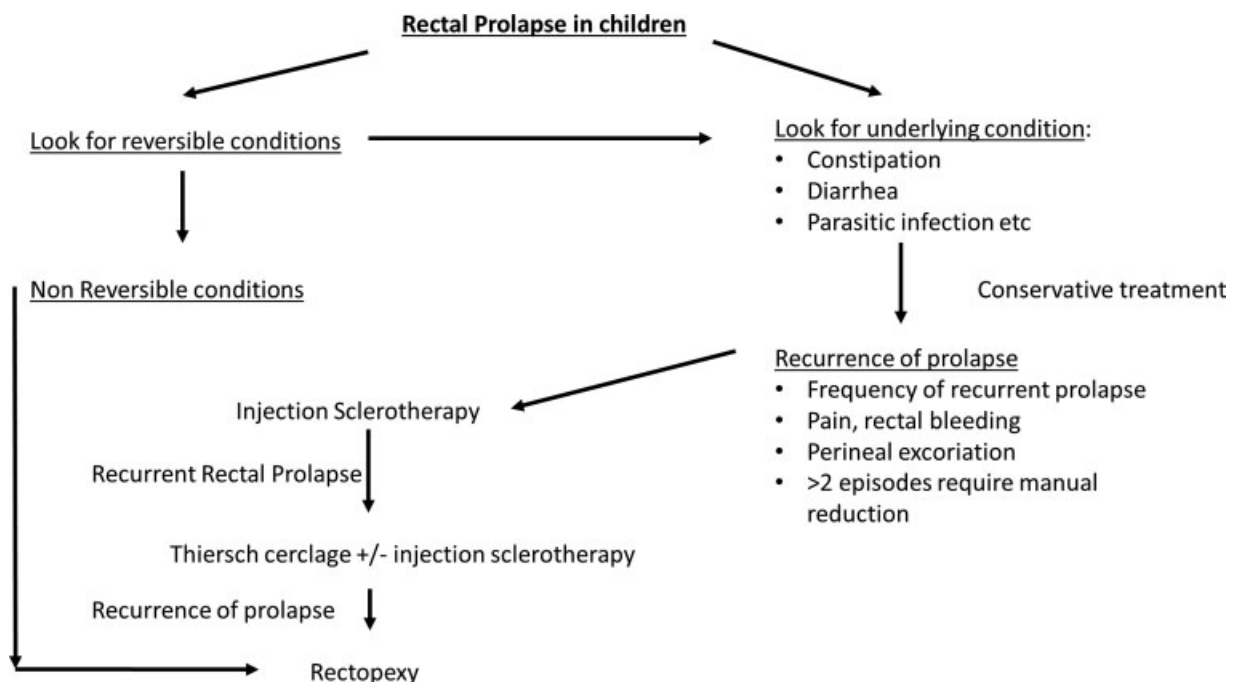 Rectal Prolapse in children
Look for reversible conditions
Look for underlying condition:
• Constipation
• Diarrhea
• Parasitic infection etc
Non Reversible conditions
Conservative treatment
Recurrence of prolapse
• Frequency of recurrent prolapse
• Pain, rectal bleeding
• Perineal excoriation
• >2 episodes require manual
reduction
Injection Sclerotherapy
Recurrent Rectal Prolapse
Thiersch cerclage +/- injection sclerotherapy
Recurrence of prolapse
Rectopexy